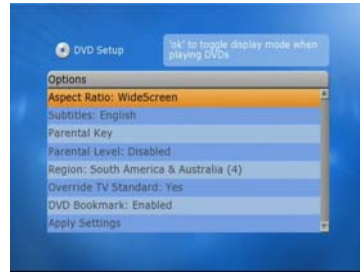 DVD Setup
'ok' to toggle display mode when
playing DVDs
Options
Aspect Ratio: WideScreen
Subtitles: English
Parental Key
Parental Level: Disabled
Region: South America & Australia (4)
Override TV Standard: Yes
DVD Bookmark: Enabled
Apply Settings